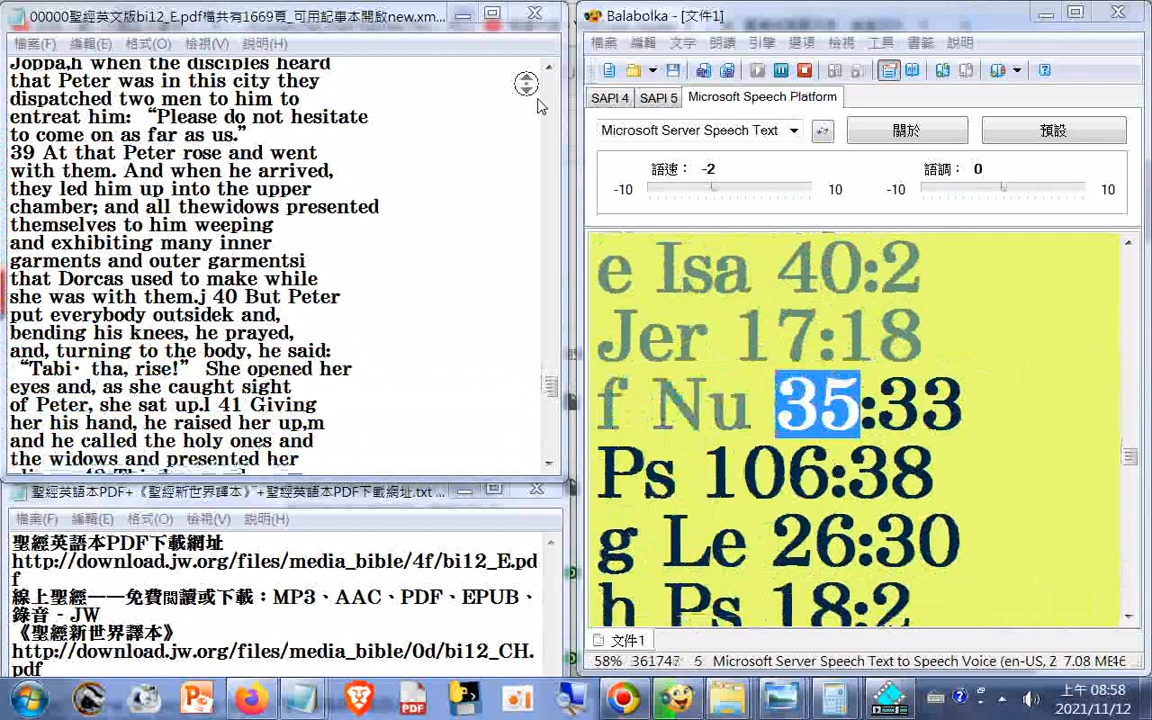 00000聖經英文版bi12_E.pdf檔共有1669頁_可用記事本開啟new.xm...
檔案(F) 編輯(E) 格式(O) 檢視(V) 說明(H)
Joppa,h when the disciples heard
that Peter was in this city they
dispatched two men to him to
entreat him: “Please do not hesitate
to come on as far as us.”
39 At that Peter rose and went
with them. And when he arrived,
they led him up into the upper
chamber; and all thewidows presented
themselves to him weeping
and exhibiting many inner
garments and outer garmentsi
that Dorcas used to make while
she was with them.j 40 But Peter
put everybody outsidek and,
bending his knees, he prayed,
and, turning to the body, he said:
“Tabi· tha, rise!” She opened her
eyes and, as she caught sight
of Peter, she sat up.l 41 Giving
her his hand, he raised her up,m
and he called the holy ones and
the widows and presented her
聖經英語本PDF+《聖經新世界譯本》+聖經英語本PDF下載網址.txt ...
檔案(F) 編輯(E) 格式(O) 檢視(V) 說明(H)
聖經英語本PDF下載網址
http://download.jw.org/files/media_bible/4f/bi12_E.pd
f
線上聖經——免費閱讀或下載：MP3、AAC、PDF、EPUB、
錄音 - JW
《聖經新世界譯本》
http://download.jw.org/files/media_bible/0d/bi12_CH.
pdf
Balabolka - [文件1]
檔案 編輯 文字 朗讀 引擎 選項 檢視 工具 書籤 說明
SAPI 4 SAPI 5 Microsoft Speech Platform
Microsoft Server Speech Text 關於 預設
語速： -2 語調： 0
-10 10 -10 10
e Isa 40:2
Jer 17:18
f Nu 35:33
Ps 106:38
g Le 26:30
h Ps 18:2
文件1
58% 361747 5 Microsoft Server Speech Text to Speech Voice (en-US, Z 7.08 ME46
PDF
上午 08:58
2021/11/12